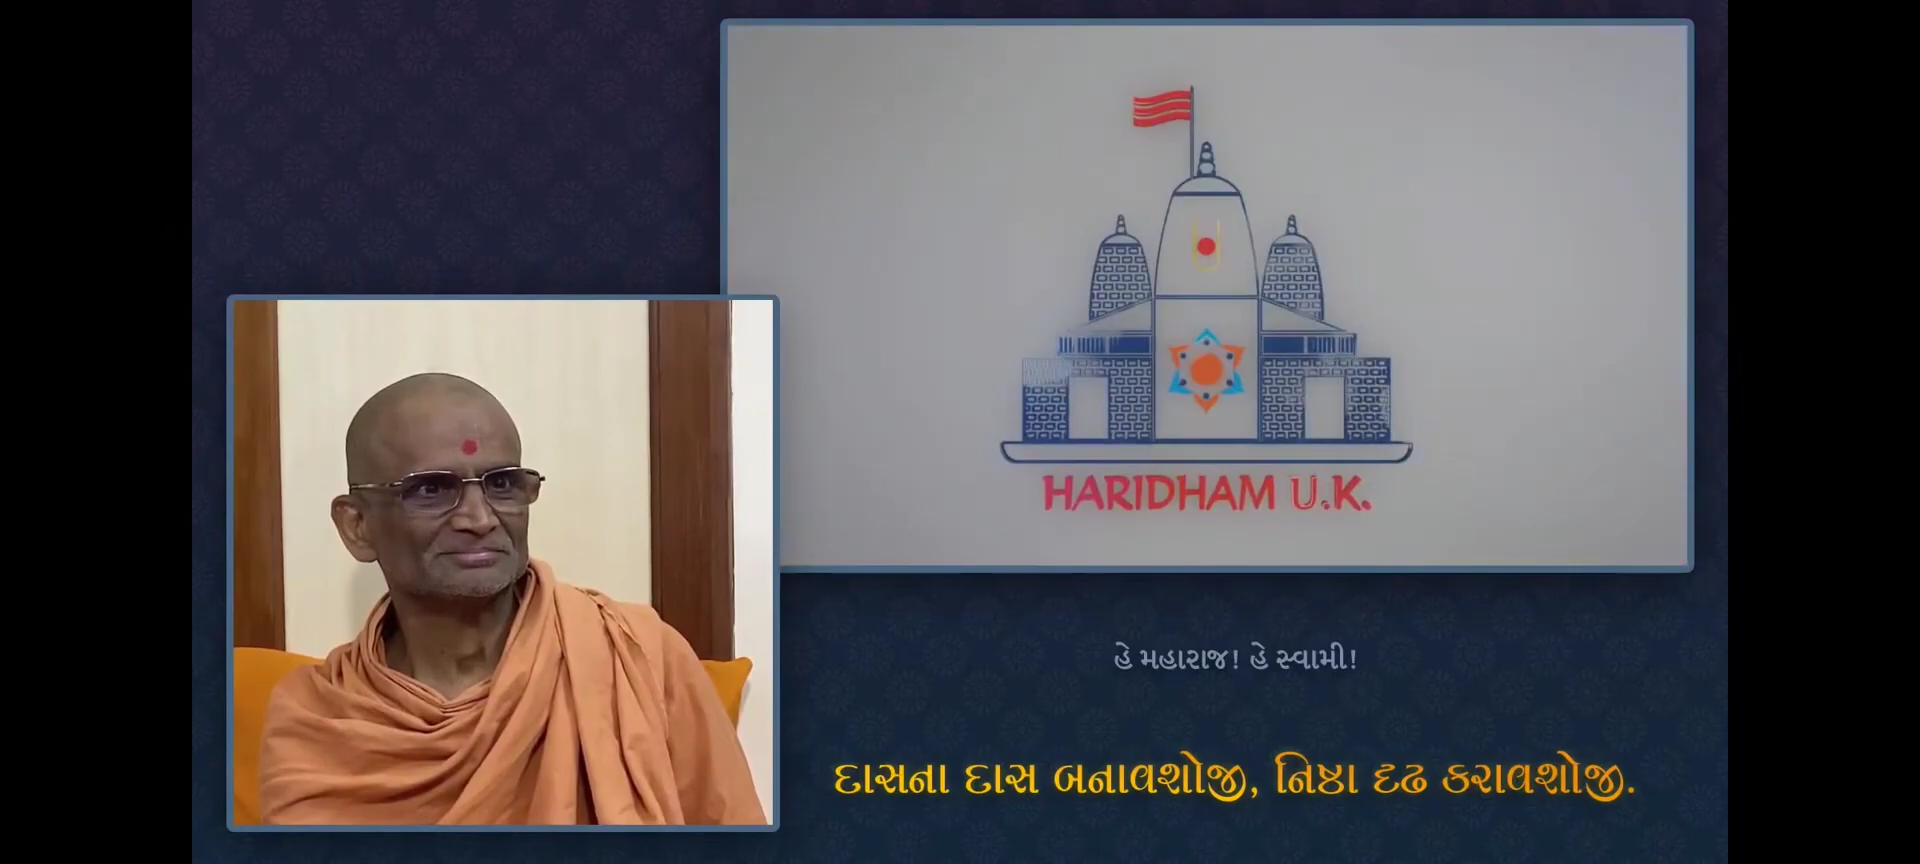 HARIDHAM U.K.
હે મહારાજ! હે સ્વામી!
દાસના દાસ બનાવશોજી, નિષ્ઠા દૃઢ કરાવશોજી.